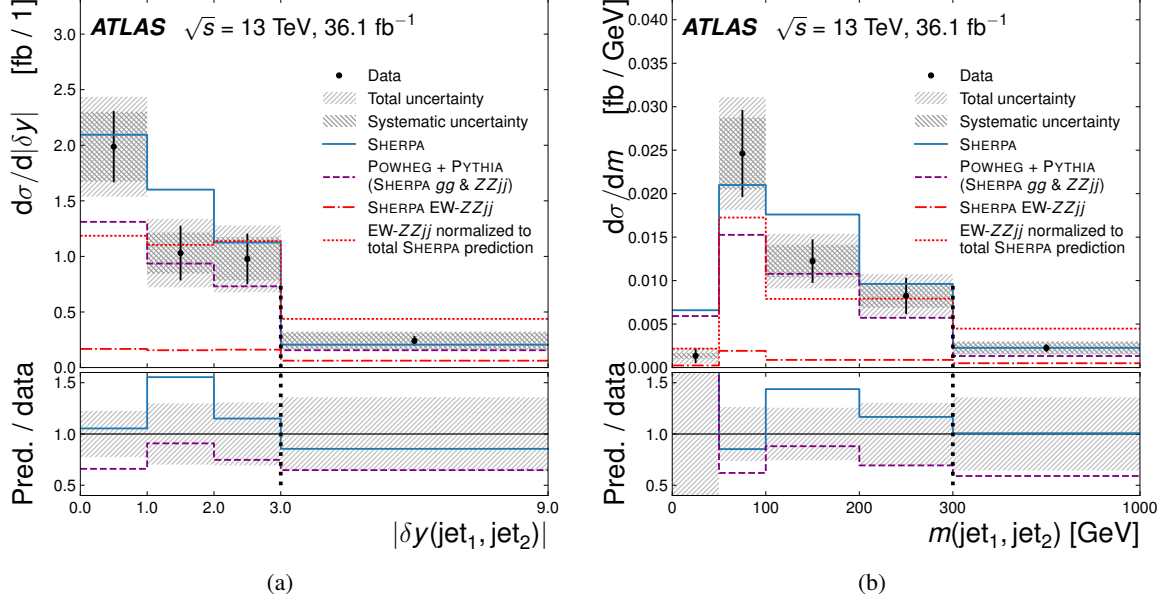 ATLAS √s = 13 TeV, 36.1 fb⁻¹
dσ/d|δy| [fb / 1]
3.0
2.5
2.0
1.5
1.0
0.5
0.0
Data
Total uncertainty
Systematic uncertainty
SHERPA
POWHEG + PYTHIA
(SHERPA gg & ZZjj)
SHERPA EW-ZZjj
EW-ZZjj normalized to
total SHERPA prediction
Pred. / data
1.5
1.0
0.5
0.0 1.0 2.0 3.0 9.0
|δy(jet₁, jet₂)|
(a)
ATLAS √s = 13 TeV, 36.1 fb⁻¹
dσ/dm [fb / GeV]
0.040
0.035
0.030
0.025
0.020
0.015
0.010
0.005
0.000
Data
Total uncertainty
Systematic uncertainty
SHERPA
POWHEG + PYTHIA
(SHERPA gg & ZZjj)
SHERPA EW-ZZjj
EW-ZZjj normalized to
total SHERPA prediction
Pred. / data
1.5
1.0
0.5
0 100 200 300 1000
m(jet₁, jet₂) [GeV]
(b)